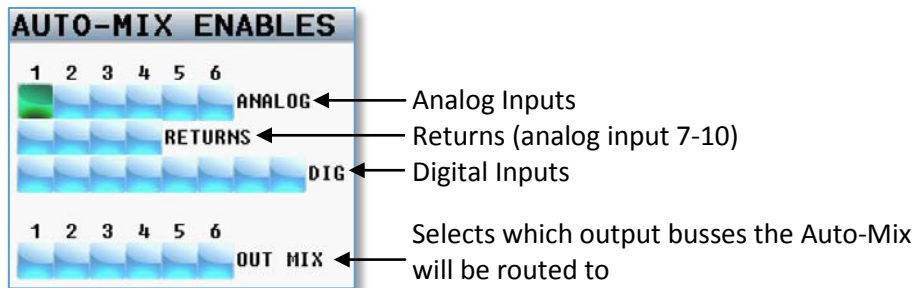 AUTO-MIX ENABLES
1 2 3 4 5 6
ANALOG
Analog Inputs
RETURNS
Returns (analog input 7-10)
DIG
Digital Inputs
1 2 3 4 5 6
OUT MIX
Selects which output busses the Auto-Mix
will be routed to